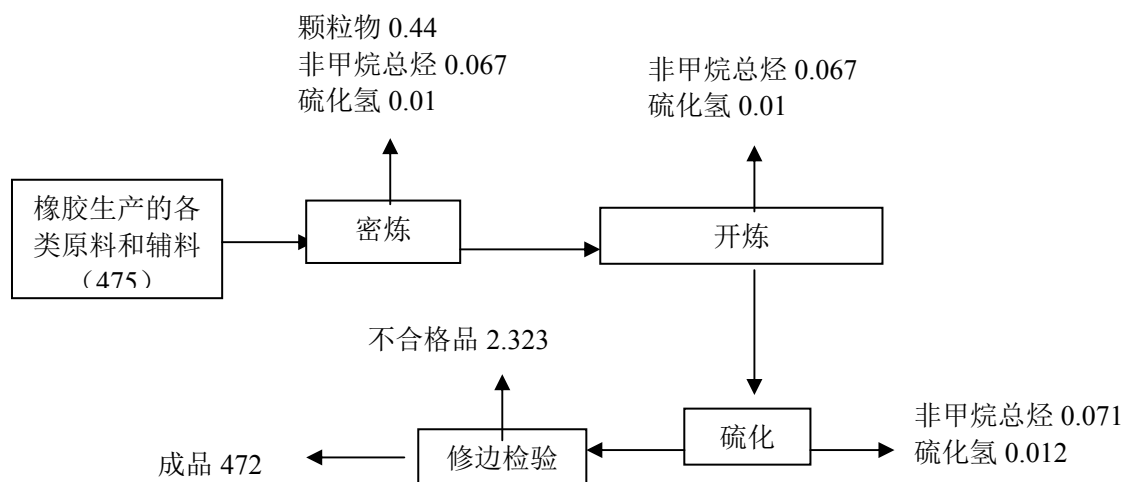 颗粒物 0.44
非甲烷总烃 0.067
硫化氢 0.01
非甲烷总烃 0.067
硫化氢 0.01
橡胶生产的各
类原料和辅料
（475）
密炼
开炼
不合格品 2.323
硫化
非甲烷总烃 0.071
硫化氢 0.012
修边检验
成品 472